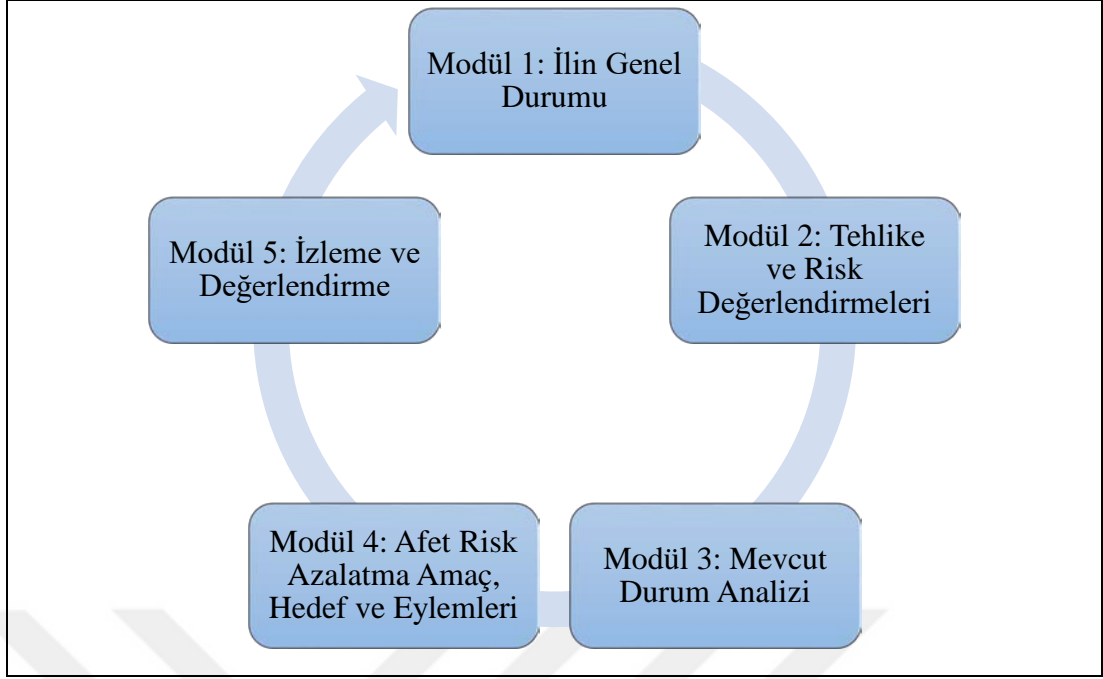 Modül 1: İlin Genel
Durumu
Modül 2: Tehlike
ve Risk
Değerlendirmeleri
Modül 3: Mevcut
Durum Analizi
Modül 4: Afet Risk
Azalatma Amaç,
Hedef ve Eylemleri
Modül 5: İzleme ve
Değerlendirme